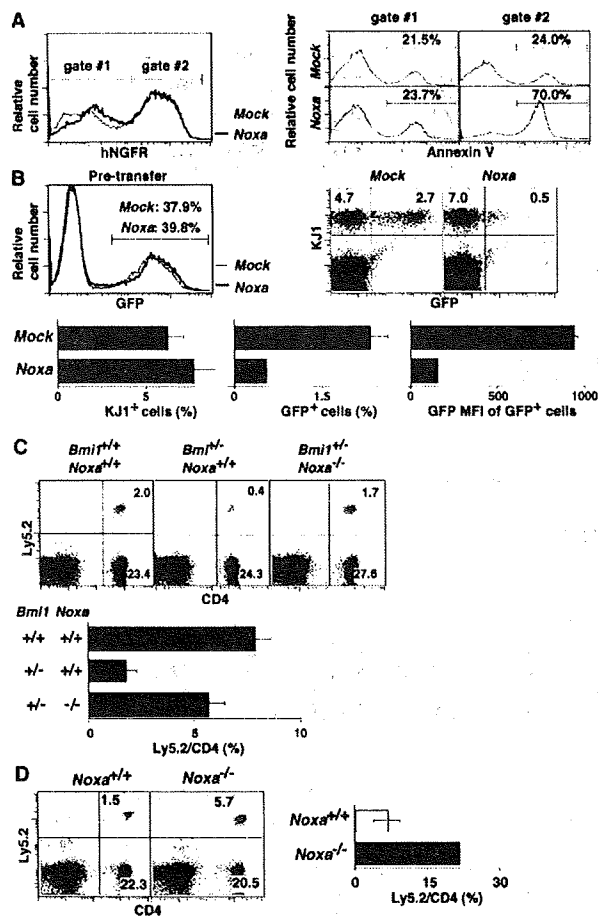 A
Relative cell number
gate #1
gate #2
hNGFR
Mock
Noxa
Relative cell number
gate #1
gate #2
Mock
21.5%
24.0%
Noxa
23.7%
70.0%
Annexin V
B
Pre-transfer
Relative cell number
Mock: 37.9%
Noxa: 39.8%
Mock
Noxa
GFP
Mock
Noxa
KJ1
4.7
2.7
7.0
0.5
GFP
Mock
Noxa
0
5
KJ1+ cells (%)
0
1.5
GFP+ cells (%)
0
500
1000
GFP MFI of GFP+ cells
C
Bmi1+/+ Noxa+/+
Bmi+/- Noxa+/+
Bmi1+/- Noxa-/-
Ly5.2
2.0
0.4
1.7
23.4
24.3
27.6
CD4
Bmi1 Noxa
+/+ +/+
+/- +/+
+/- -/-
0
5
10
Ly5.2/CD4 (%)
D
Noxa+/+
Noxa-/-
Ly5.2
1.5
5.7
22.3
20.5
CD4
Noxa+/+
Noxa-/-
0
15
30
Ly5.2/CD4 (%)